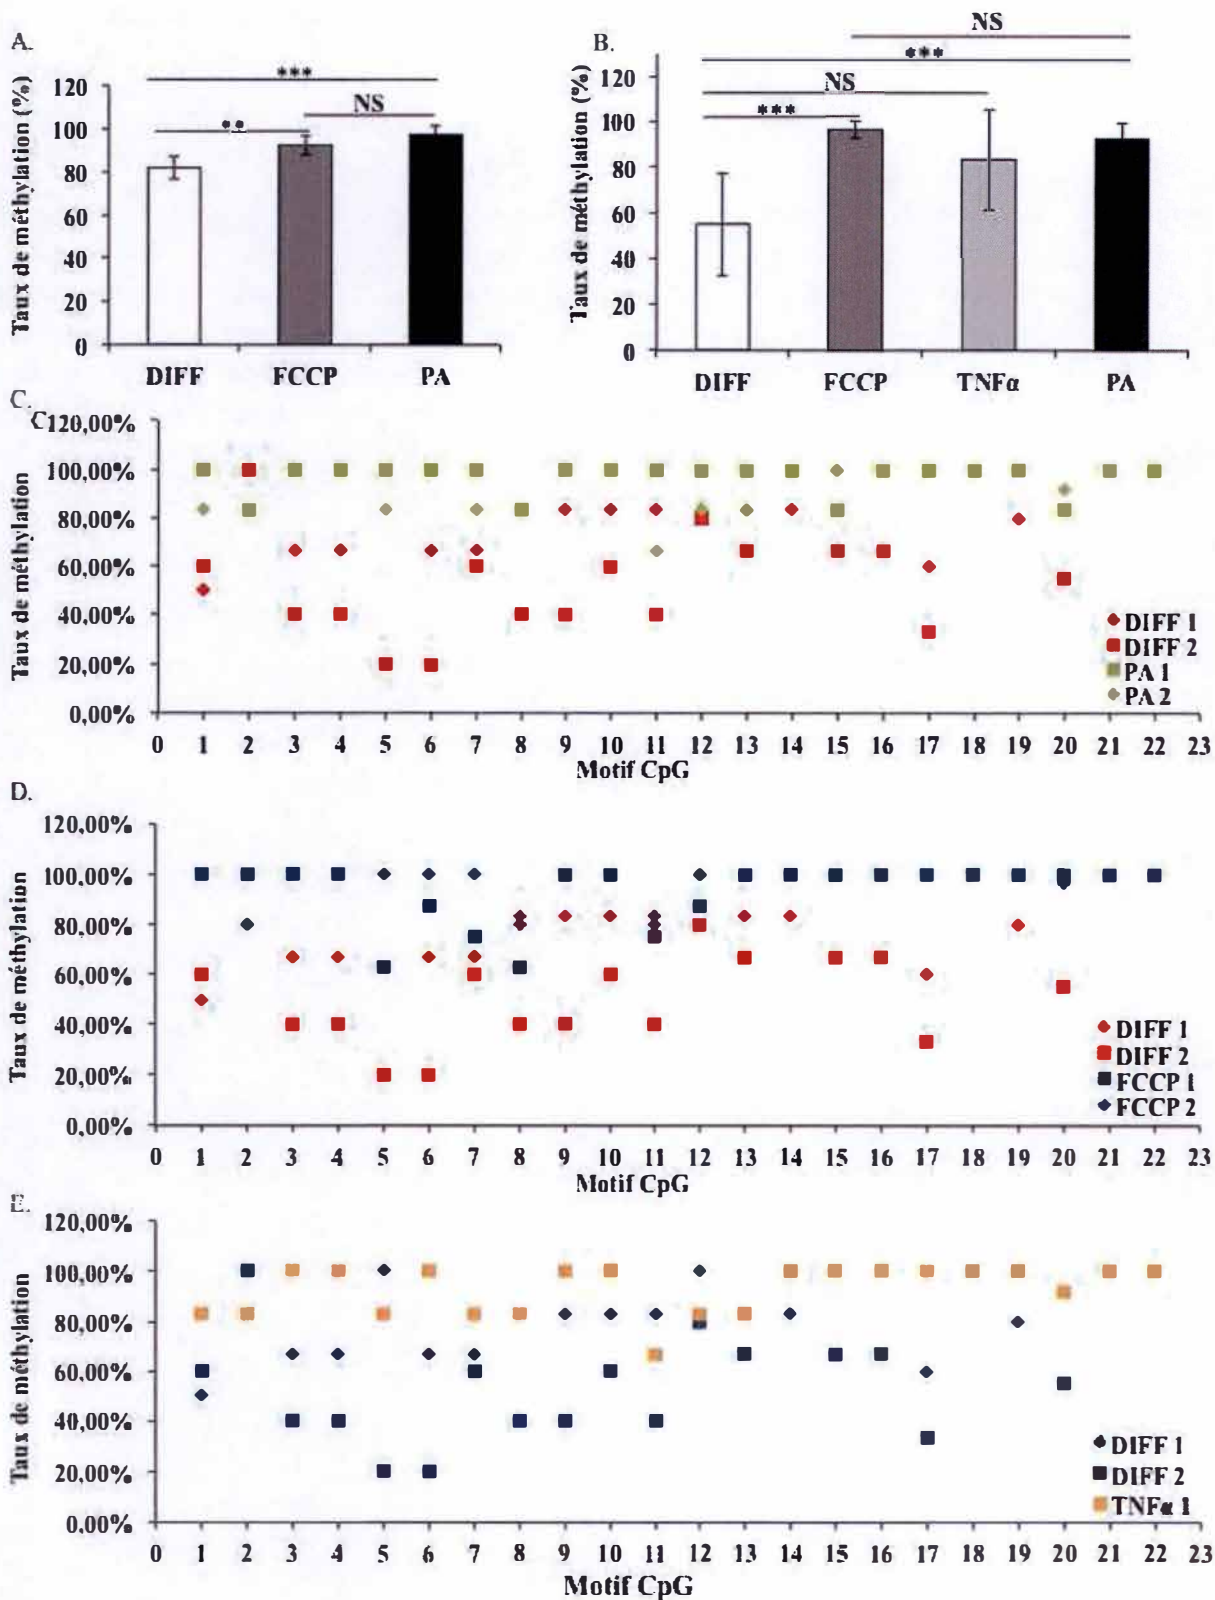 A.
Taux de méthylation (%)
120
100
80
60
40
20
0
***
NS
**
DIFF FCCP PA
B.
Taux de méthylation (%)
120
100
80
60
40
20
0
NS
***
NS
***
DIFF FCCP TNFα PA
C.
C
Taux de méthylation
120,00%
100,00%
80,00%
60,00%
40,00%
20,00%
0,00%
0 1 2 3 4 5 6 7 8 9 10 11 12 13 14 15 16 17 18 19 20 21 22 23
Motif CpG
DIFF 1
DIFF 2
PA 1
PA 2
D.
Taux de méthylation
120,00%
100,00%
80,00%
60,00%
40,00%
20,00%
0,00%
0 1 2 3 4 5 6 7 8 9 10 11 12 13 14 15 16 17 18 19 20 21 22 23
Motif CpG
DIFF 1
DIFF 2
FCCP 1
FCCP 2
E.
Taux de méthylation
120,00%
100,00%
80,00%
60,00%
40,00%
20,00%
0,00%
0 1 2 3 4 5 6 7 8 9 10 11 12 13 14 15 16 17 18 19 20 21 22 23
Motif CpG
DIFF 1
DIFF 2
TNFα 1